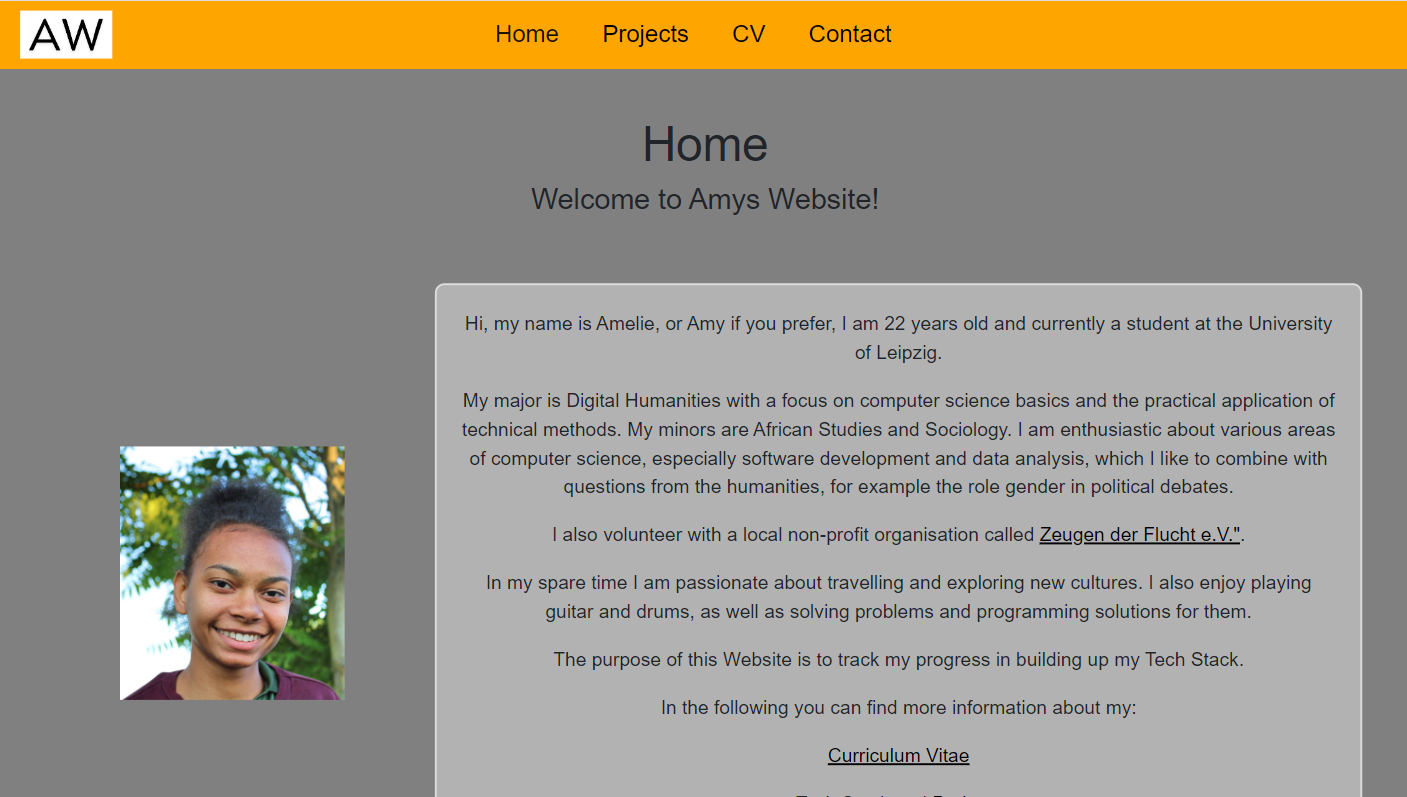 AW
Home Projects CV Contact
Home
Welcome to Amys Website!
Hi, my name is Amelie, or Amy if you prefer, I am 22 years old and currently a student at the University
of Leipzig.
My major is Digital Humanities with a focus on computer science basics and the practical application of
technical methods. My minors are African Studies and Sociology. I am enthusiastic about various areas
of computer science, especially software development and data analysis, which I like to combine with
questions from the humanities, for example the role gender in political debates.
I also volunteer with a local non-profit organisation called Zeugen der Flucht e.V.".
In my spare time I am passionate about travelling and exploring new cultures. I also enjoy playing
guitar and drums, as well as solving problems and programming solutions for them.
The purpose of this Website is to track my progress in building up my Tech Stack.
In the following you can find more information about my:
Curriculum Vitae